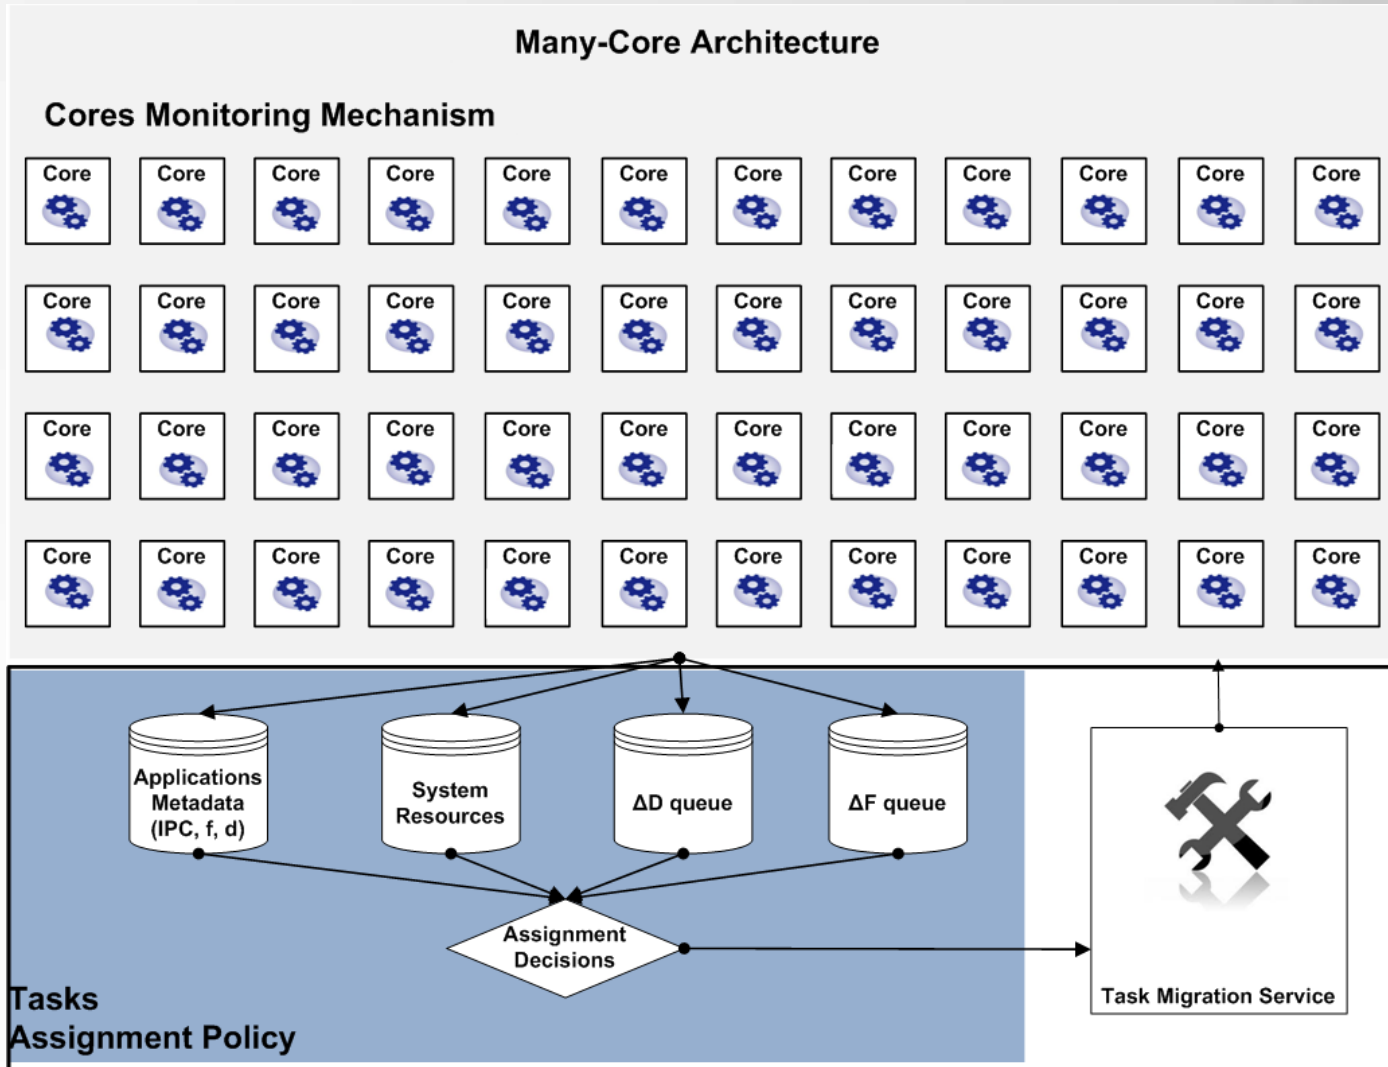 Many-Core Architecture
Cores Monitoring Mechanism
Core Core Core Core Core Core Core Core Core Core Core Core
Core Core Core Core Core Core Core Core Core Core Core Core
Core Core Core Core Core Core Core Core Core Core Core Core
Core Core Core Core Core Core Core Core Core Core Core Core
Applications
Metadata
(IPC, f, d)
System
Resources
ΔD queue
ΔF queue
Assignment
Decisions
Task Migration Service
Tasks
Assignment Policy